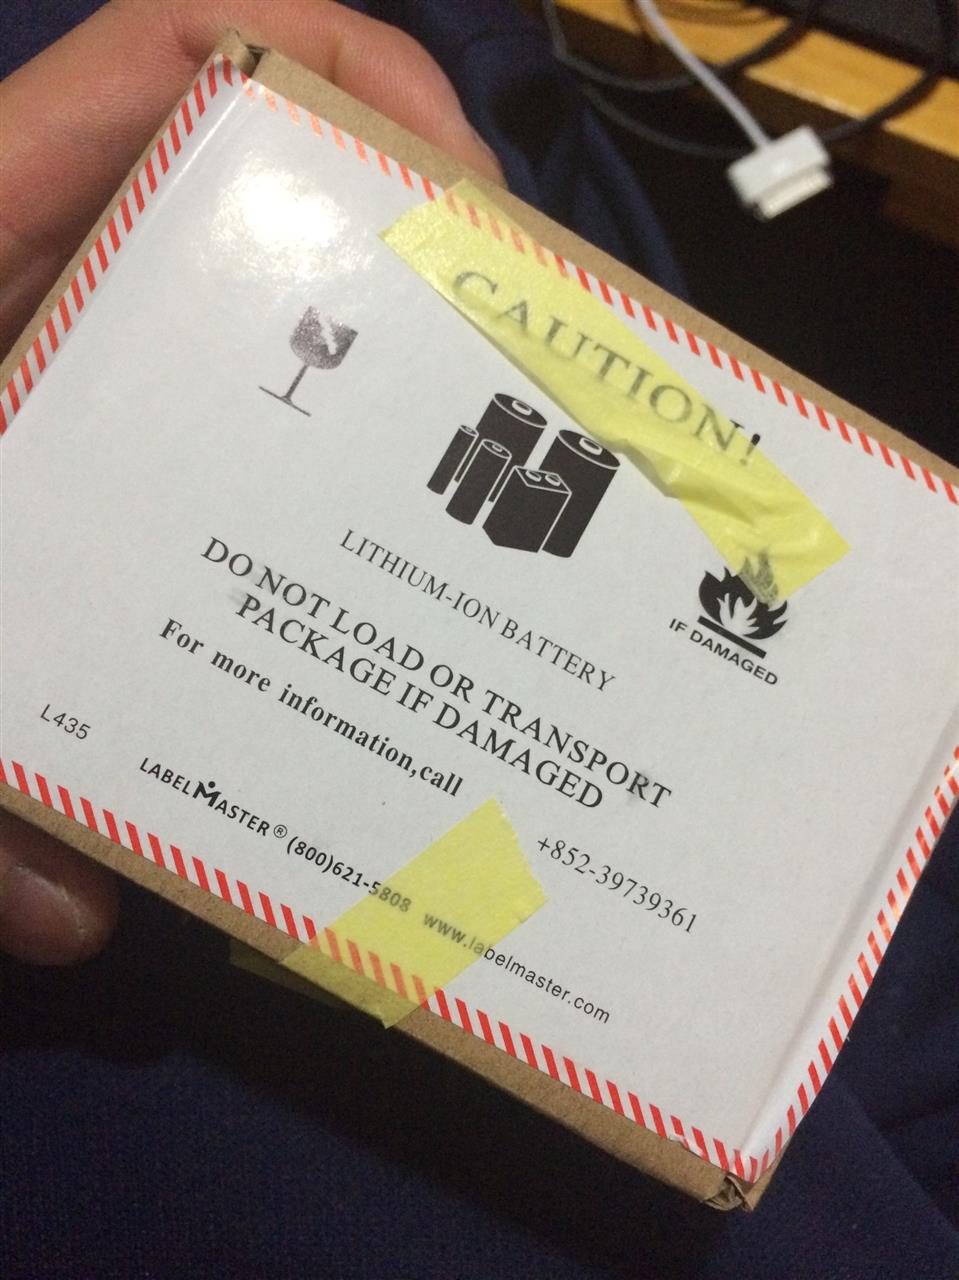 CAUTION!
LITHIUM-ION BATTERY
IF DAMAGED
DO NOT LOAD OR TRANSPORT
PACKAGE IF DAMAGED
For more information,call
+852-39739361
L435
LABELMASTER® (800)621-5808 www.labelmaster.com